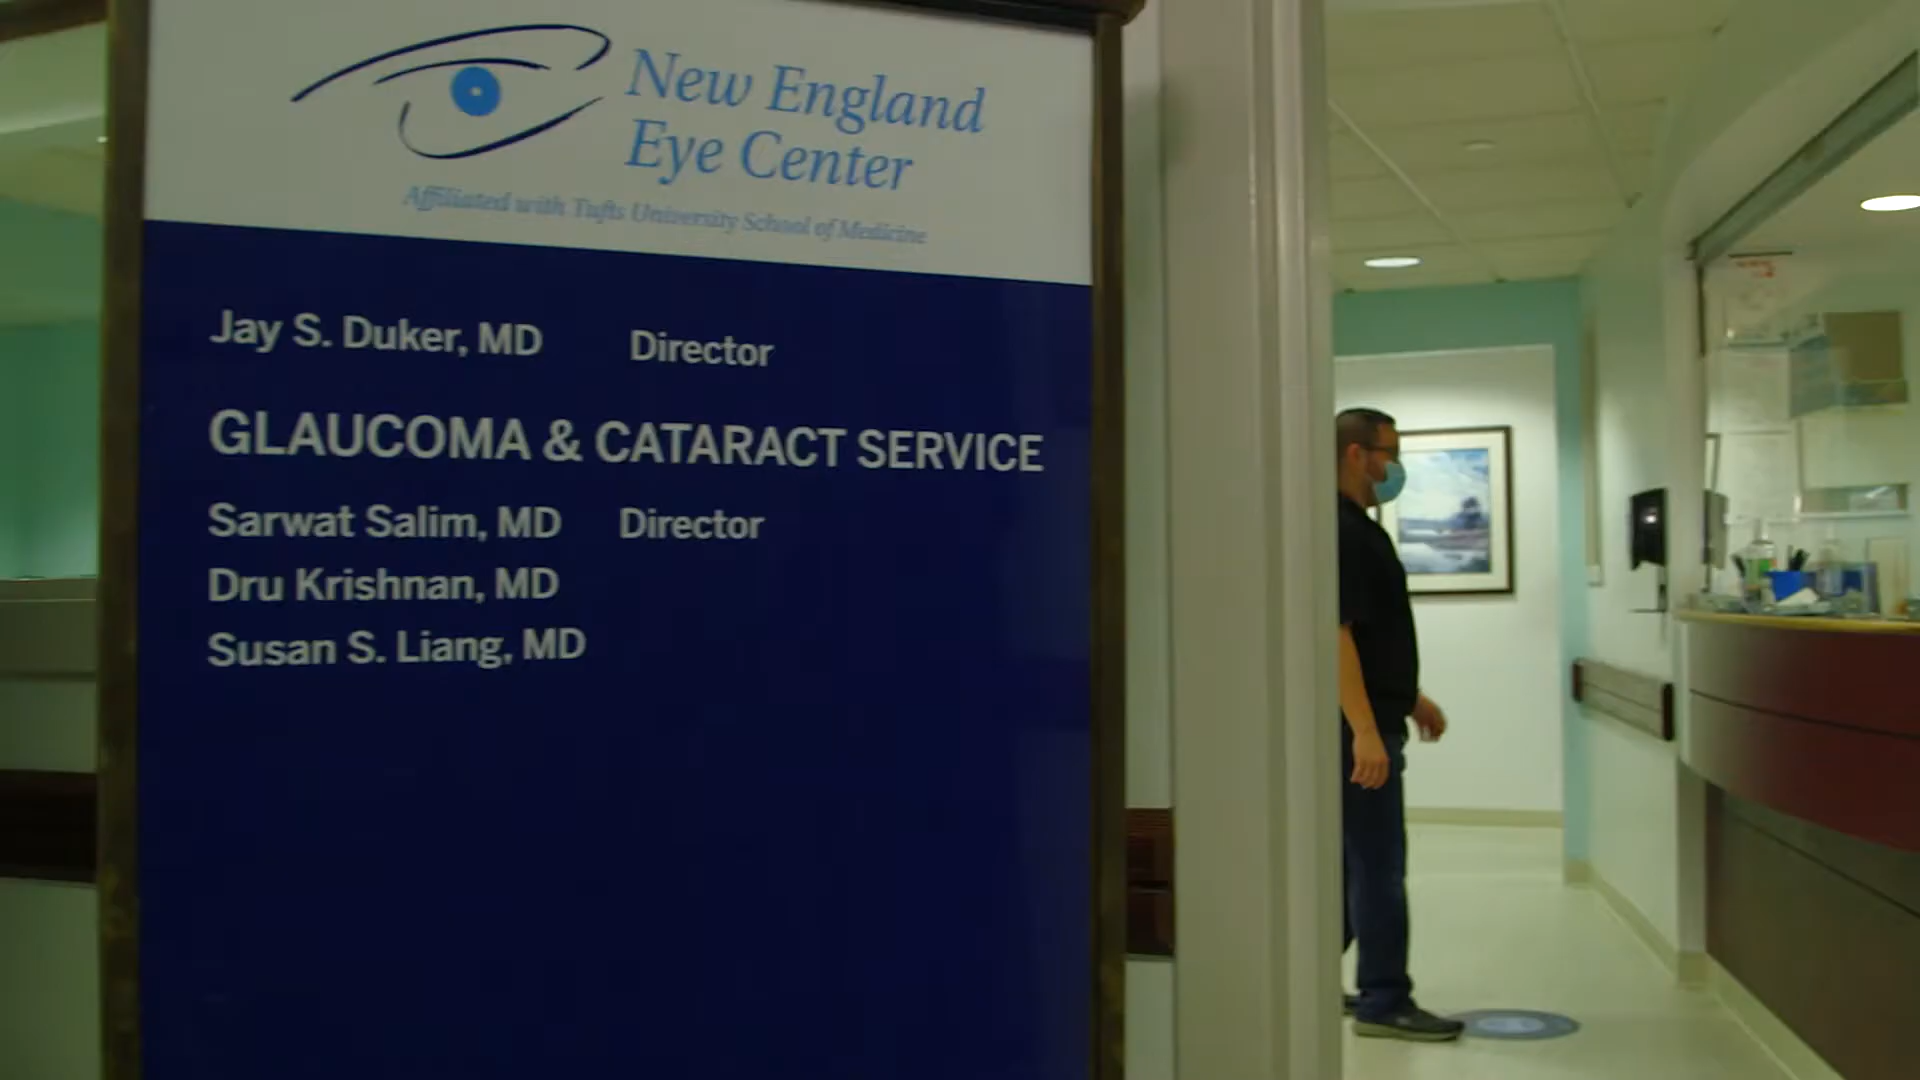 New England
Eye Center
Affiliated with Tufts University School of Medicine
Jay S. Duker, MD Director
GLAUCOMA & CATARACT SERVICE
Sarwat Salim, MD Director
Dru Krishnan, MD
Susan S. Liang, MD